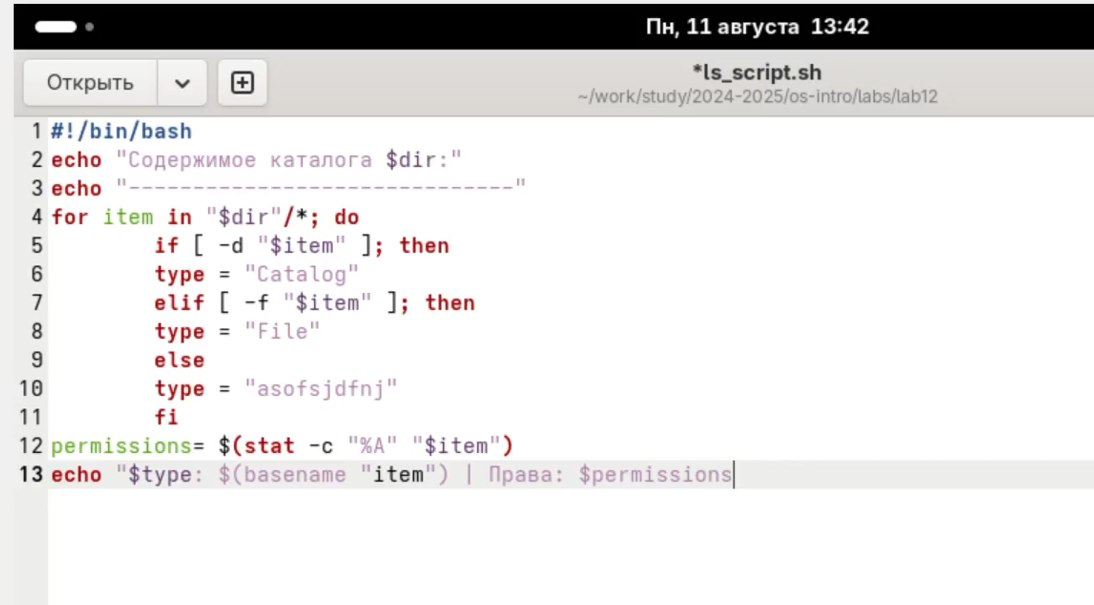 Пн, 11 августа 13:42
Открыть
*ls_script.sh
~/work/study/2024-2025/os-intro/labs/lab12
1 #!/bin/bash
2 echo "Содержимое каталога $dir:"
3 echo "------------------------------"
4 for item in "$dir"/*; do
5 if [ -d "$item" ]; then
6 type = "Catalog"
7 elif [ -f "$item" ]; then
8 type = "File"
9 else
10 type = "asofsjdfnj"
11 fi
12 permissions= $(stat -c "%A" "$item")
13 echo "$type: $(basename "item") | Права: $permissions